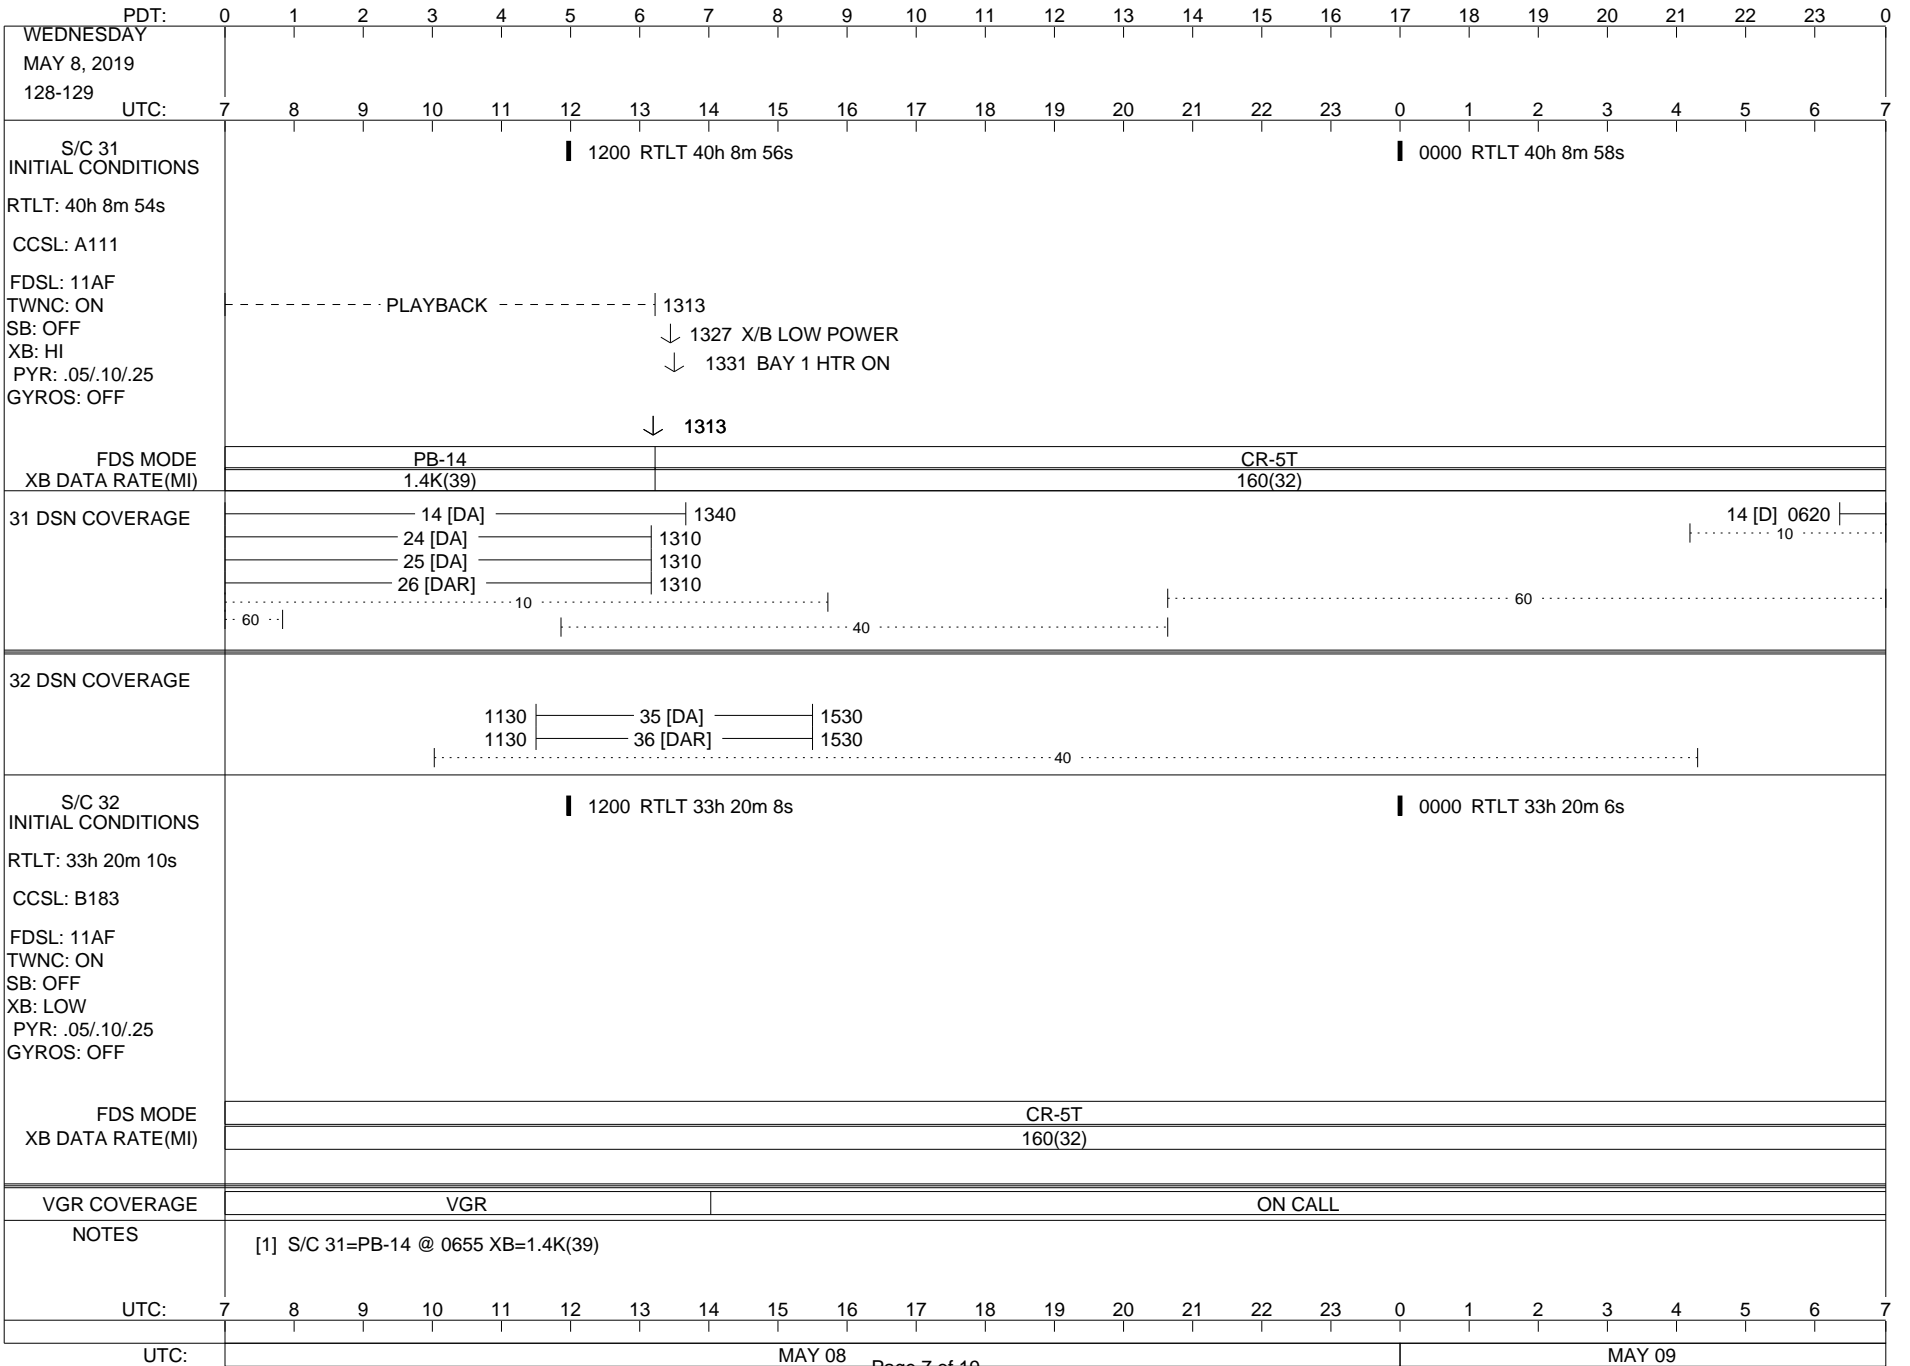 PDT: 0 1 2 3 4 5 6 7 8 9 10 11 12 13 14 15 16 17 18 19 20 21 22 23 0
WEDNESDAY
MAY 8, 2019
128-129
UTC: 7 8 9 10 11 12 13 14 15 16 17 18 19 20 21 22 23 0 1 2 3 4 5 6 7
S/C 31
INITIAL CONDITIONS
1200 RTLT 40h 8m 56s
0000 RTLT 40h 8m 58s
RTLT: 40h 8m 54s
CCSL: A111
FDSL: 11AF
TWNC: ON
SB: OFF
XB: HI
PYR: .05/.10/.25
GYROS: OFF
PLAYBACK 1313
1327 X/B LOW POWER
1331 BAY 1 HTR ON
1313
FDS MODE PB-14 CR-5T
XB DATA RATE(MI) 1.4K(39) 160(32)
31 DSN COVERAGE
14 [DA] 1340
14 [D] 0620
24 [DA] 1310
10
25 [DA] 1310
26 [DAR] 1310
10
60
60
40
32 DSN COVERAGE
1130 35 [DA] 1530
1130 36 [DAR] 1530
40
S/C 32
INITIAL CONDITIONS
1200 RTLT 33h 20m 8s
0000 RTLT 33h 20m 6s
RTLT: 33h 20m 10s
CCSL: B183
FDSL: 11AF
TWNC: ON
SB: OFF
XB: LOW
PYR: .05/.10/.25
GYROS: OFF
FDS MODE CR-5T
XB DATA RATE(MI) 160(32)
VGR COVERAGE VGR ON CALL
NOTES
[1] S/C 31=PB-14 @ 0655 XB=1.4K(39)
UTC: 7 8 9 10 11 12 13 14 15 16 17 18 19 20 21 22 23 0 1 2 3 4 5 6 7
UTC: MAY 08 MAY 09
Page 7 of 10